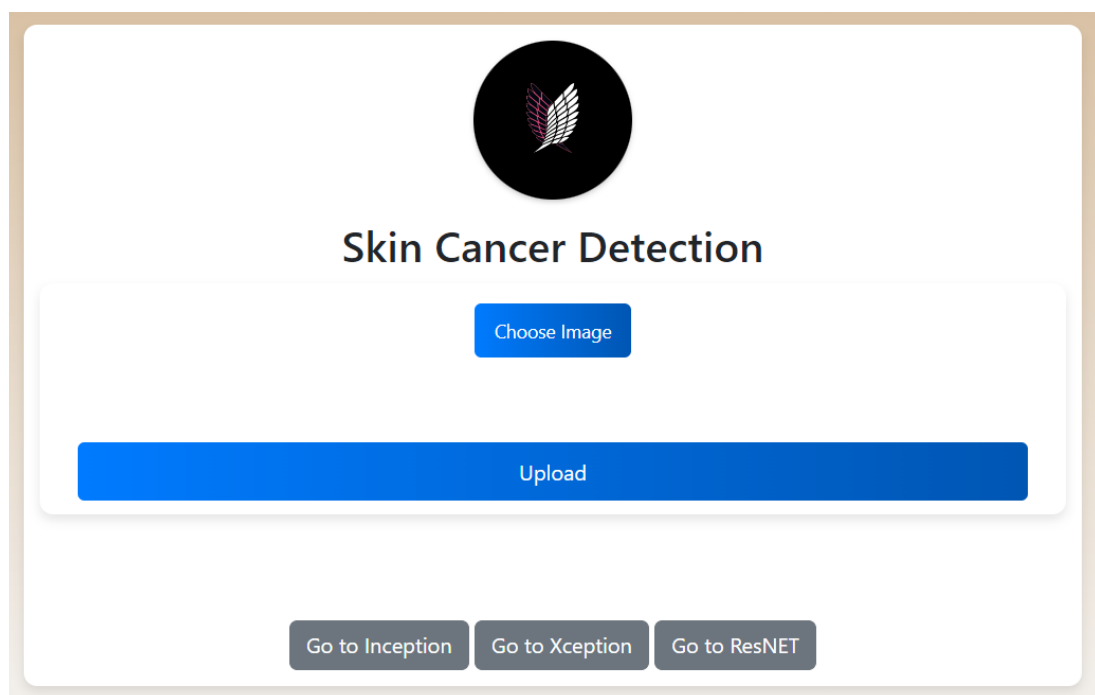 Skin Cancer Detection
Choose Image
Upload
Go to Inception Go to Xception Go to ResNET